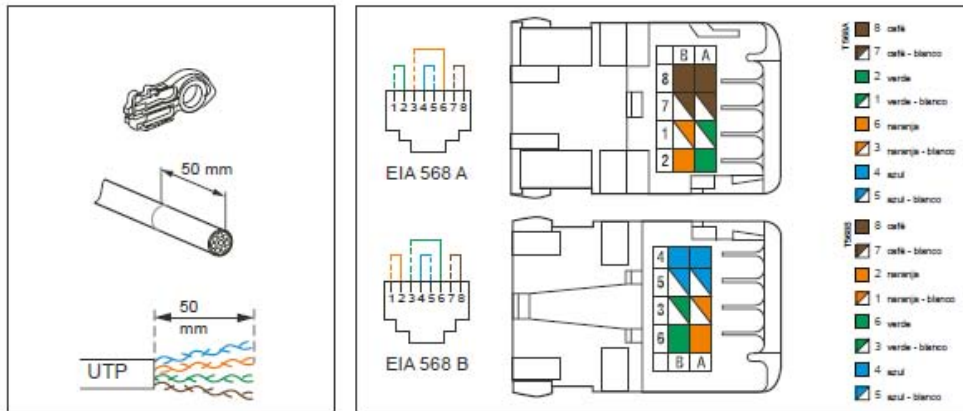 50 mm
50
mm
UTP
1 2 3 4 5 6 7 8
EIA 568 A
1 2 3 4 5 6 7 8
EIA 568 B
B A
8
7
1
2
4
5
3
6
B A
T568A
8 café
7 café - blanco
2 verde
1 verde - blanco
6 naranja
3 naranja - blanco
4 azul
5 azul - blanco
T568B
8 café
7 café - blanco
2 naranja
1 naranja - blanco
6 verde
3 verde - blanco
4 azul
5 azul - blanco